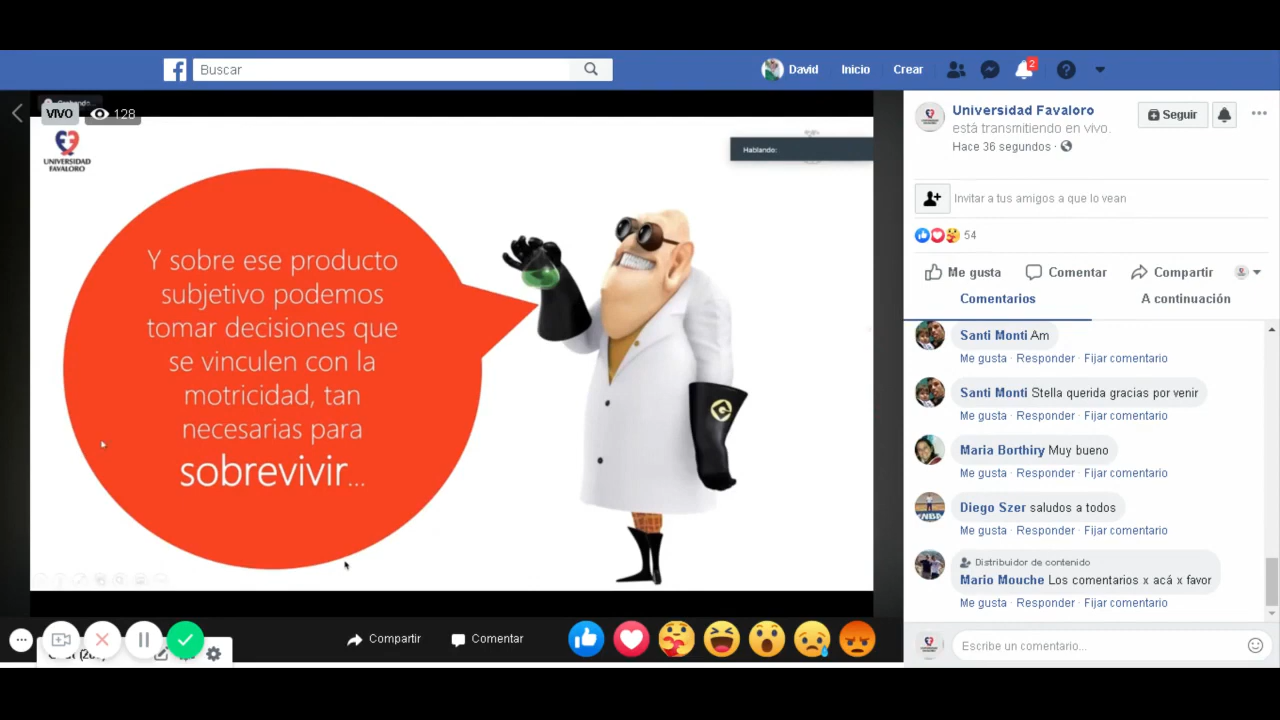 Buscar
David
Inicio
Crear
2
VIVO
128
UNIVERSIDAD
FAVALORO
Hablando:
Y sobre ese producto
subjetivo podemos
tomar decisiones que
se vinculen con la
motricidad, tan
necesarias para
sobrevivir...
Compartir
Comentar
Universidad Favaloro
está transmitiendo en vivo.
Hace 36 segundos ·
Seguir
Invitar a tus amigos a que lo vean
54
Me gusta
Comentar
Compartir
Comentarios
A continuación
Santi Monti Am
Me gusta · Responder · Fijar comentario
Santi Monti Stella querida gracias por venir
Me gusta · Responder · Fijar comentario
Maria Borthiry Muy bueno
Me gusta · Responder · Fijar comentario
Diego Szer saludos a todos
Me gusta · Responder · Fijar comentario
Distribuidor de contenido
Mario Mouche Los comentarios x acá x favor
Me gusta · Responder · Fijar comentario
Escribe un comentario...